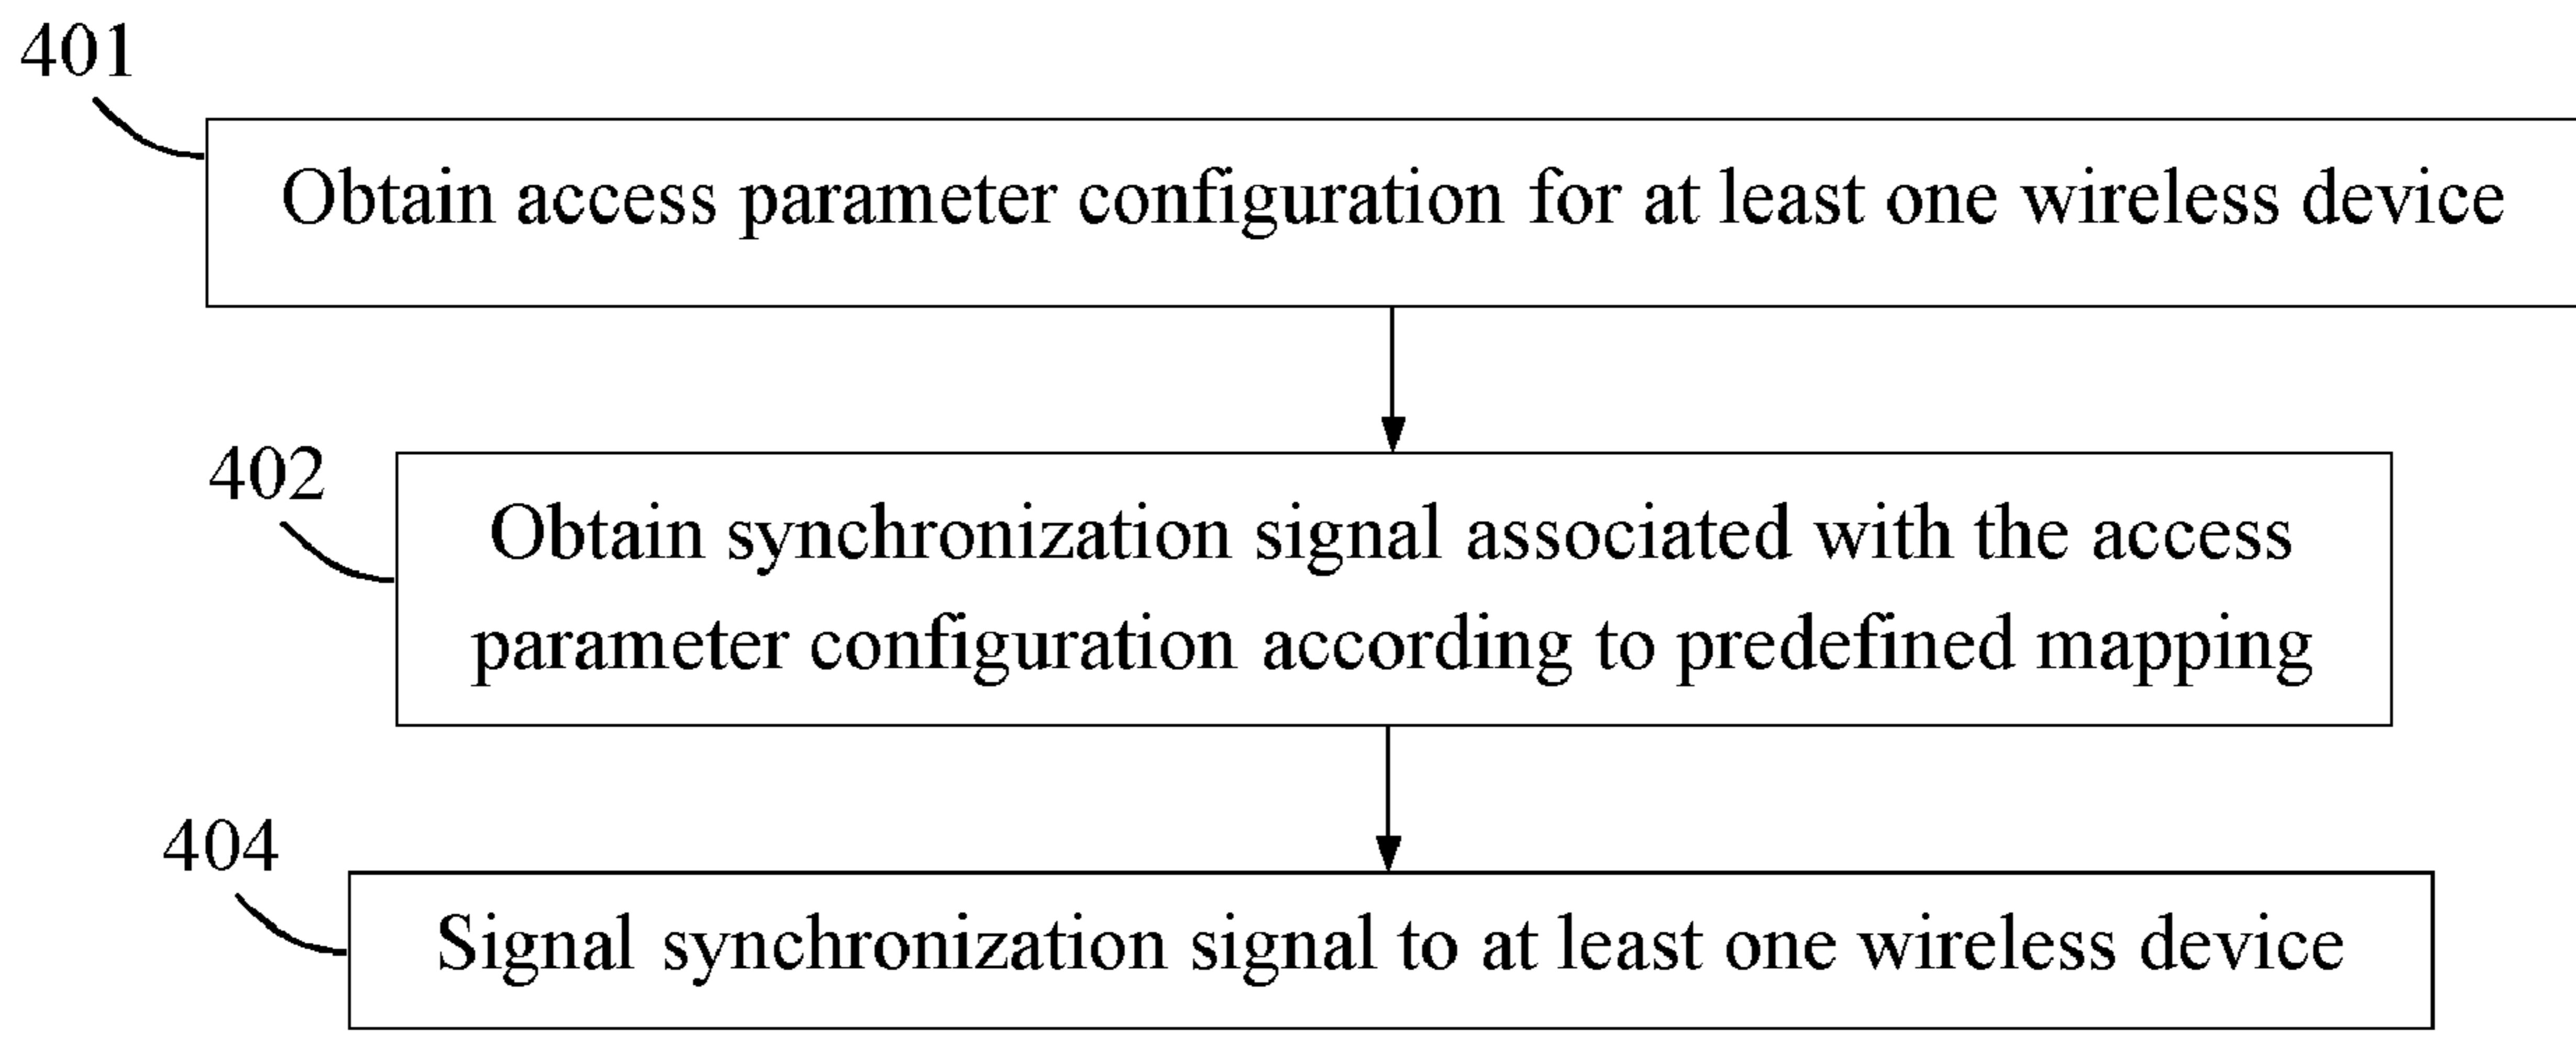 401
Obtain access parameter configuration for at least one wireless device
402
Obtain synchronization signal associated with the access
parameter configuration according to predefined mapping
404
Signal synchronization signal to at least one wireless device